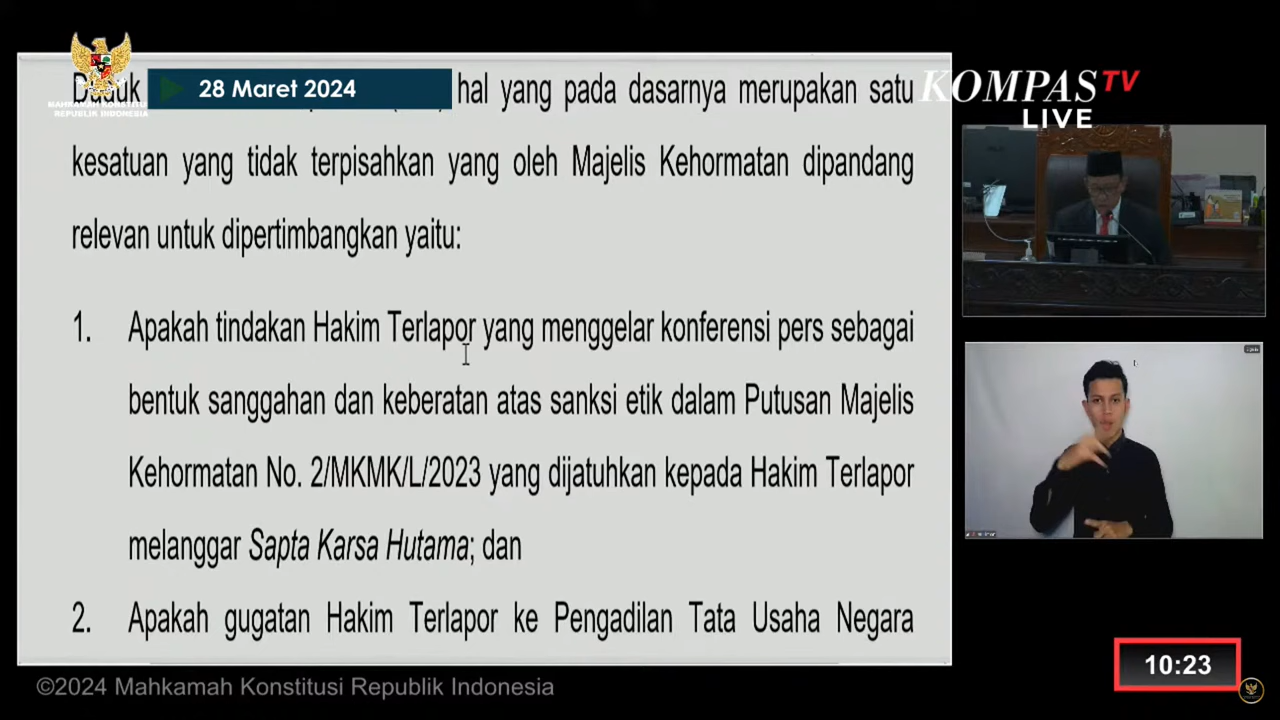 MAHKAMAH KONSTITUSI
REPUBLIK INDONESIA
28 Maret 2024
KOMPAS TV
LIVE
hal yang pada dasarnya merupakan satu
kesatuan yang tidak terpisahkan yang oleh Majelis Kehormatan dipandang
relevan untuk dipertimbangkan yaitu:
1. Apakah tindakan Hakim Terlapor yang menggelar konferensi pers sebagai
bentuk sanggahan dan keberatan atas sanksi etik dalam Putusan Majelis
Kehormatan No. 2/MKMK/L/2023 yang dijatuhkan kepada Hakim Terlapor
melanggar Sapta Karsa Hutama; dan
2. Apakah gugatan Hakim Terlapor ke Pengadilan Tata Usaha Negara
©2024 Mahkamah Konstitusi Republik Indonesia
10:23